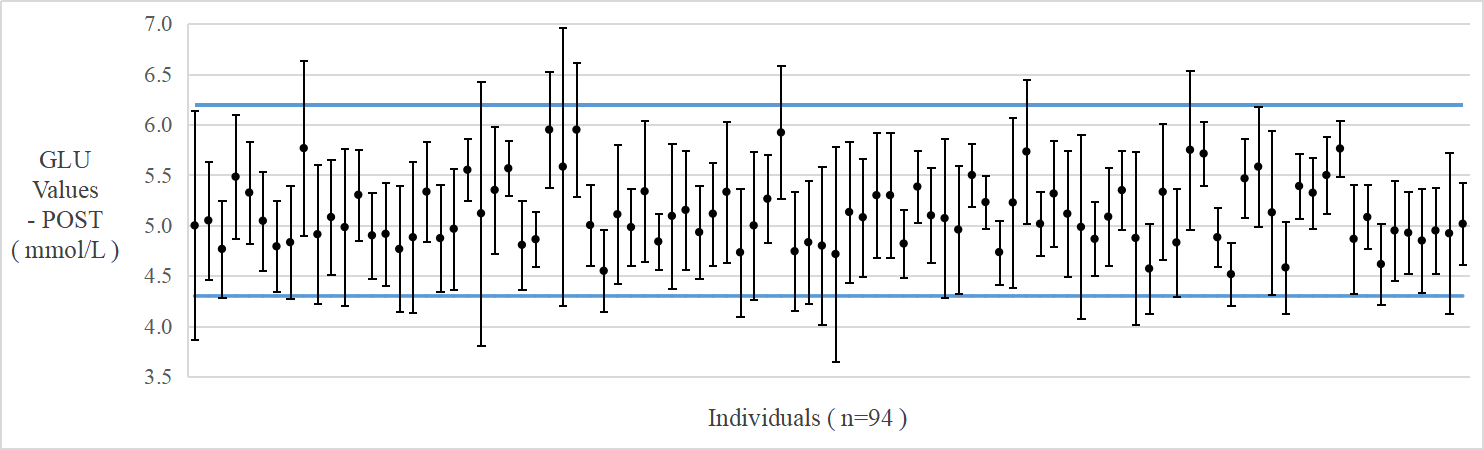 GLU
Values
- POST
( mmol/L )
7.0
6.5
6.0
5.5
5.0
4.5
4.0
3.5
Individuals ( n=94 )